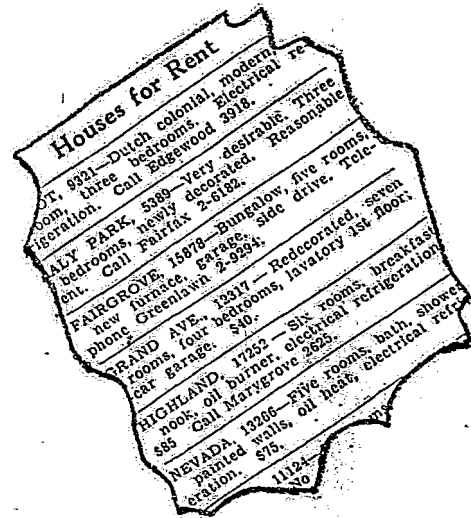 Houses for Rent
OT, 9321—Dutch colonial, modern,
oom, three bedrooms. Electrical re-
igeration. Call Edgewood 3918.
ALY PARK, 5389—Very desirable. Three
bedrooms, newly decorated. Reasonable
ent. Call Fairfax 2-6182.
FAIRGROVE, 15878—Bungalow, five rooms,
new furnace, garage, side drive. Tele-
phone Greenlawn 2-9294.
GRAND AVE., 12317—Redecorated, seven
rooms, four bedrooms, lavatory 1st floor,
car garage. $40.
HIGHLAND, 17252—Six rooms, breakfast
nook, oil burner, electrical refrigeration
$85 Call Marygrove 2625.
NEVADA, 13266—Five rooms, bath, shower
painted walls, oil heat, electrical refri
eration. $75.
11124—
No